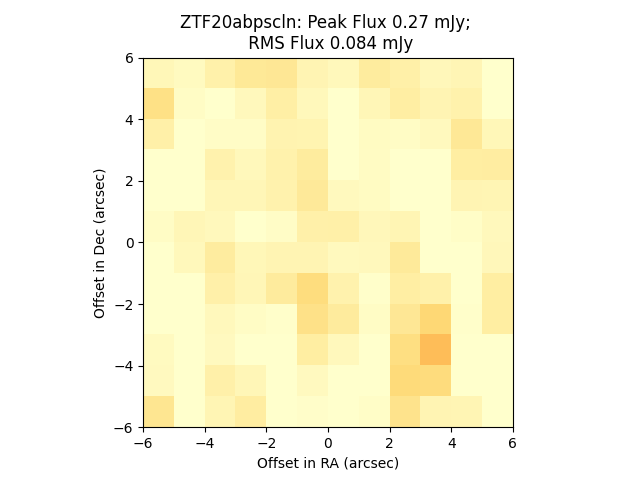 ZTF20abpscln: Peak Flux 0.27 mJy;
RMS Flux 0.084 mJy
6
4
2
0
−2
−4
−6
Offset in Dec (arcsec)
−6 −4 −2 0 2 4 6
Offset in RA (arcsec)